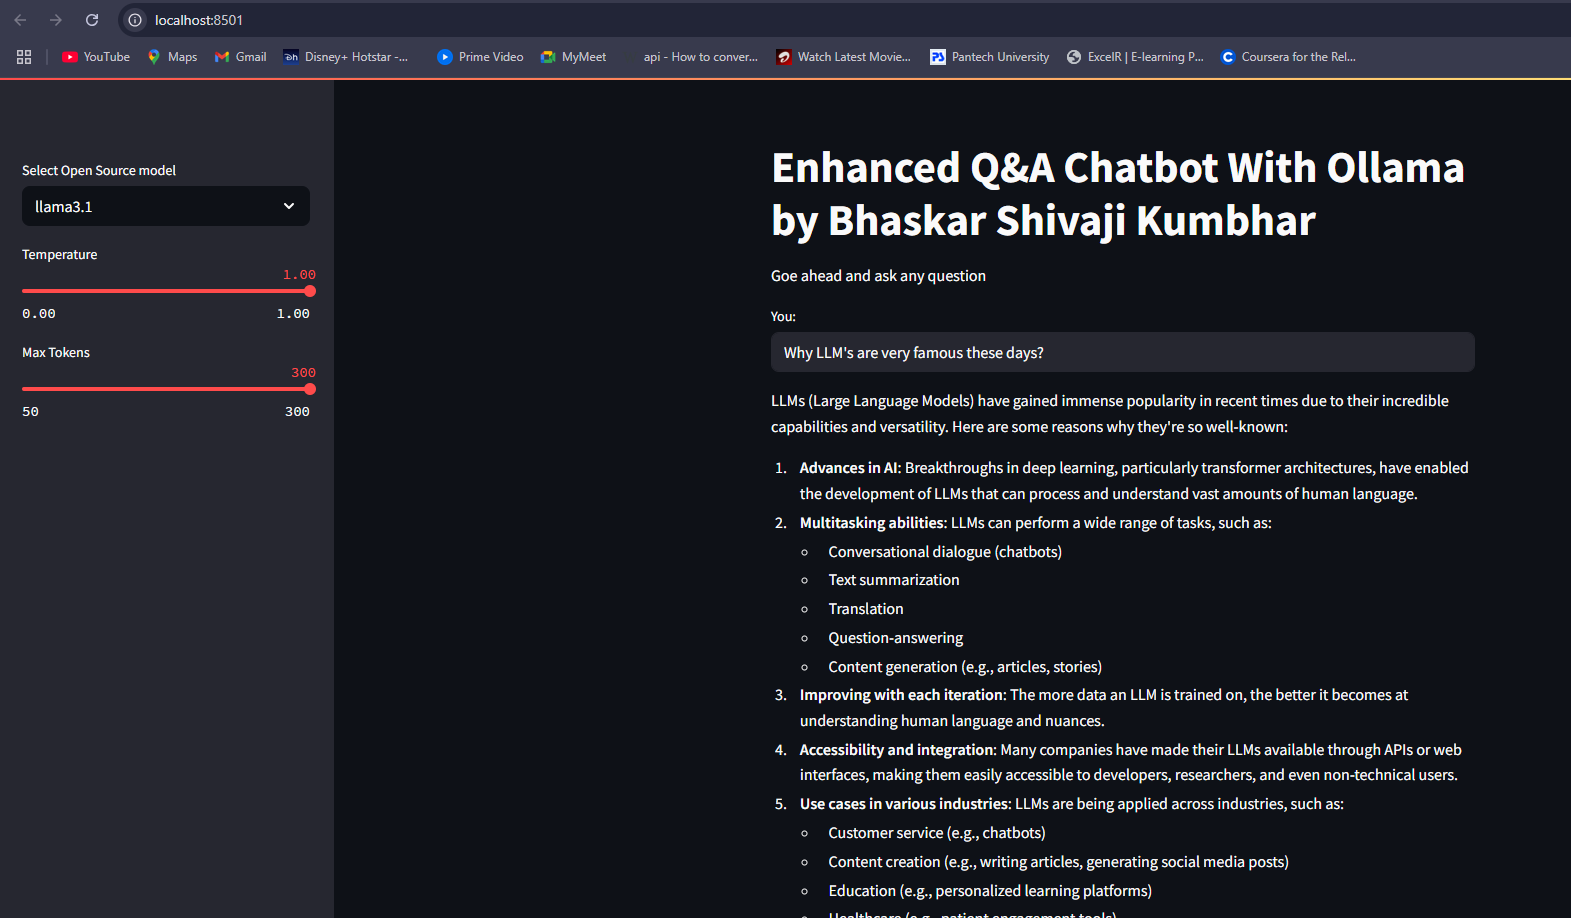 localhost:8501
YouTube
Maps
Gmail
Disney+ Hotstar -...
Prime Video
MyMeet
api - How to conver...
Watch Latest Movie...
Pantech University
ExcelR | E-learning P...
Coursera for the Rel...
Select Open Source model
llama3.1
Temperature
1.00
0.00 1.00
Max Tokens
300
50 300
Enhanced Q&A Chatbot With Ollama
by Bhaskar Shivaji Kumbhar
Goe ahead and ask any question
You:
Why LLM's are very famous these days?
LLMs (Large Language Models) have gained immense popularity in recent times due to their incredible
capabilities and versatility. Here are some reasons why they're so well-known:
1. Advances in AI: Breakthroughs in deep learning, particularly transformer architectures, have enabled
the development of LLMs that can process and understand vast amounts of human language.
2. Multitasking abilities: LLMs can perform a wide range of tasks, such as:
Conversational dialogue (chatbots)
Text summarization
Translation
Question-answering
Content generation (e.g., articles, stories)
3. Improving with each iteration: The more data an LLM is trained on, the better it becomes at
understanding human language and nuances.
4. Accessibility and integration: Many companies have made their LLMs available through APIs or web
interfaces, making them easily accessible to developers, researchers, and even non-technical users.
5. Use cases in various industries: LLMs are being applied across industries, such as:
Customer service (e.g., chatbots)
Content creation (e.g., writing articles, generating social media posts)
Education (e.g., personalized learning platforms)
Healthcare (e.g., patient engagement tools)